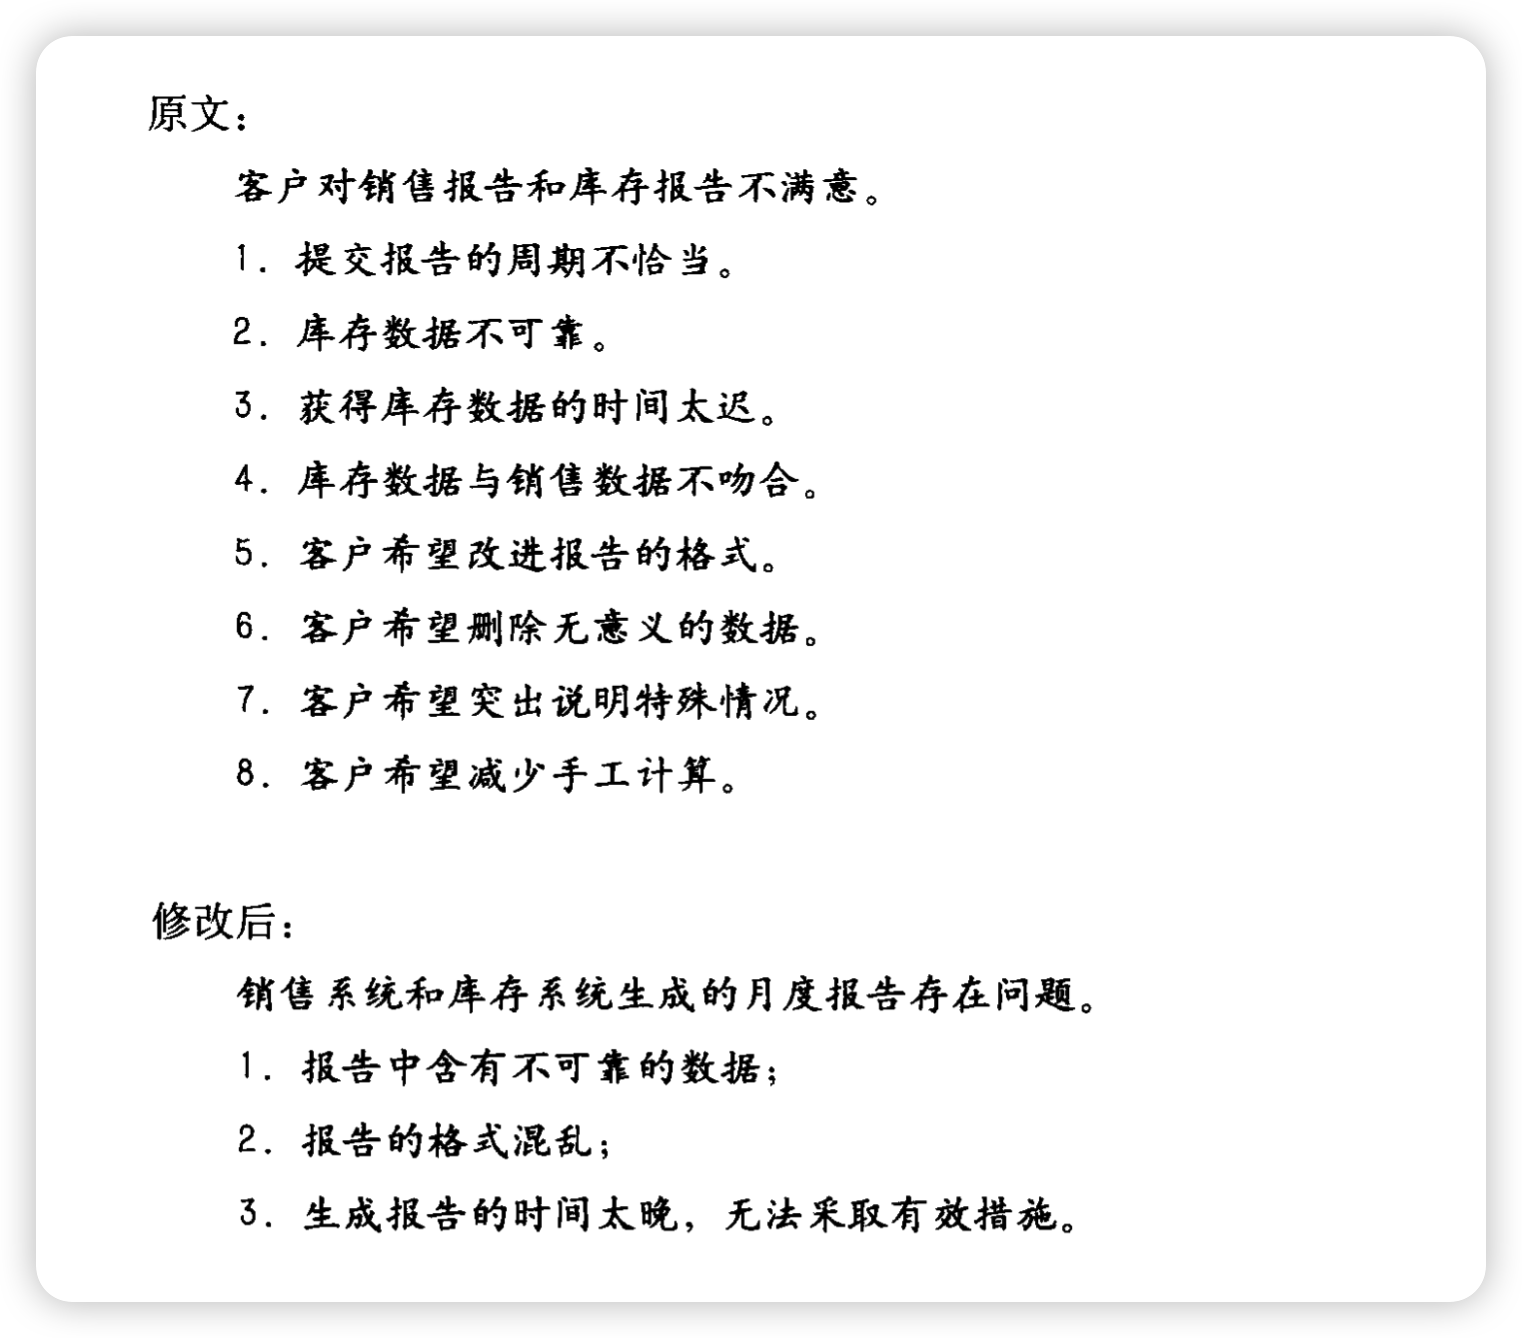 原文：
客户对销售报告和库存报告不满意。
1. 提交报告的周期不恰当。
2. 库存数据不可靠。
3. 获得库存数据的时间太迟。
4. 库存数据与销售数据不吻合。
5. 客户希望改进报告的格式。
6. 客户希望删除无意义的数据。
7. 客户希望突出说明特殊情况。
8. 客户希望减少手工计算。
修改后：
销售系统和库存系统生成的月度报告存在问题。
1. 报告中含有不可靠的数据；
2. 报告的格式混乱；
3. 生成报告的时间太晚，无法采取有效措施。